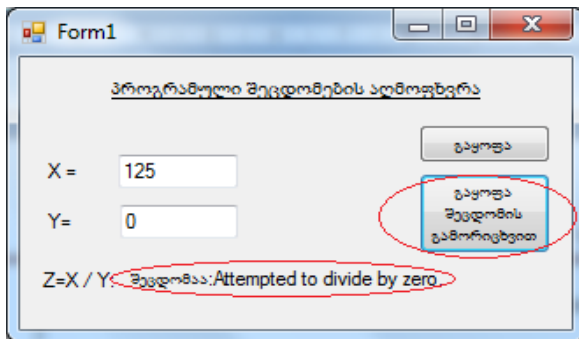 Form1
პროგრამული შეცდომების აღმოფხვრა
გაყოფა
X =
125
გაყოფა
შეცდომის
გამორიცხვით
Y=
0
Z=X / Y:
შეცდომაა:Attempted to divide by zero.